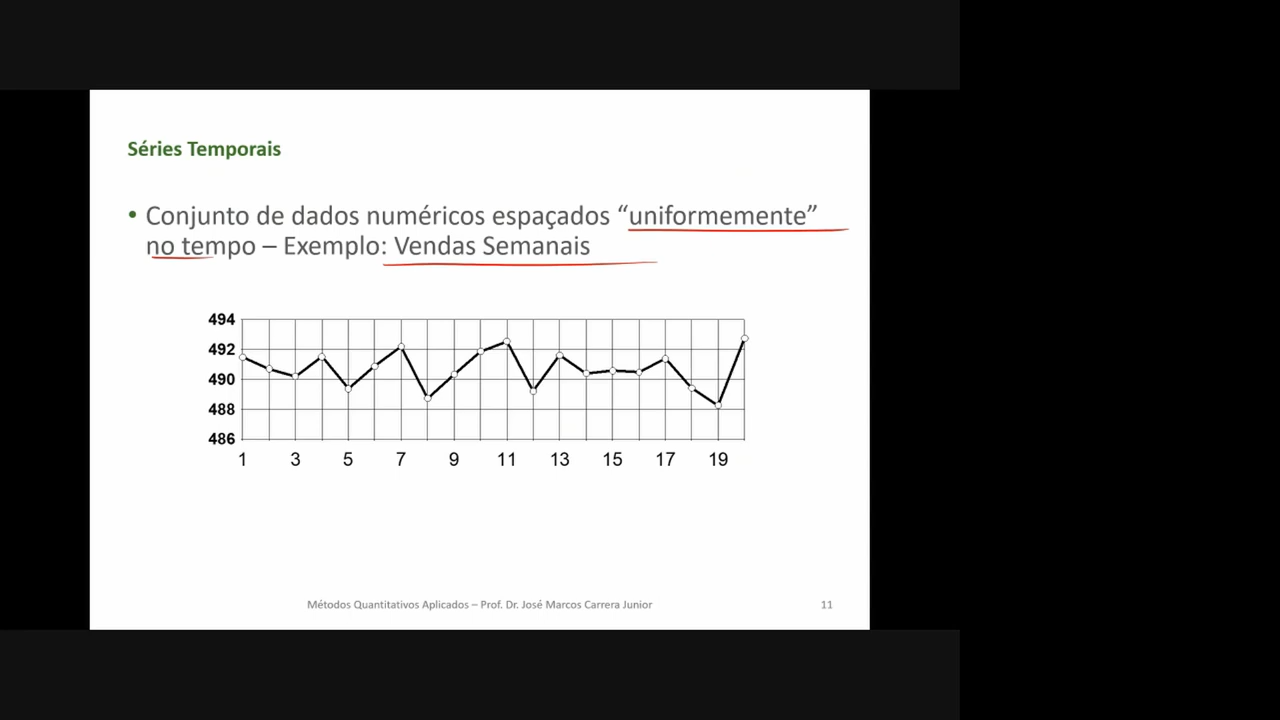 Séries Temporais
• Conjunto de dados numéricos espaçados “uniformemente”
no tempo – Exemplo: Vendas Semanais
494
492
490
488
486
1 3 5 7 9 11 13 15 17 19
Métodos Quantitativos Aplicados – Prof. Dr. José Marcos Carrera Junior 11